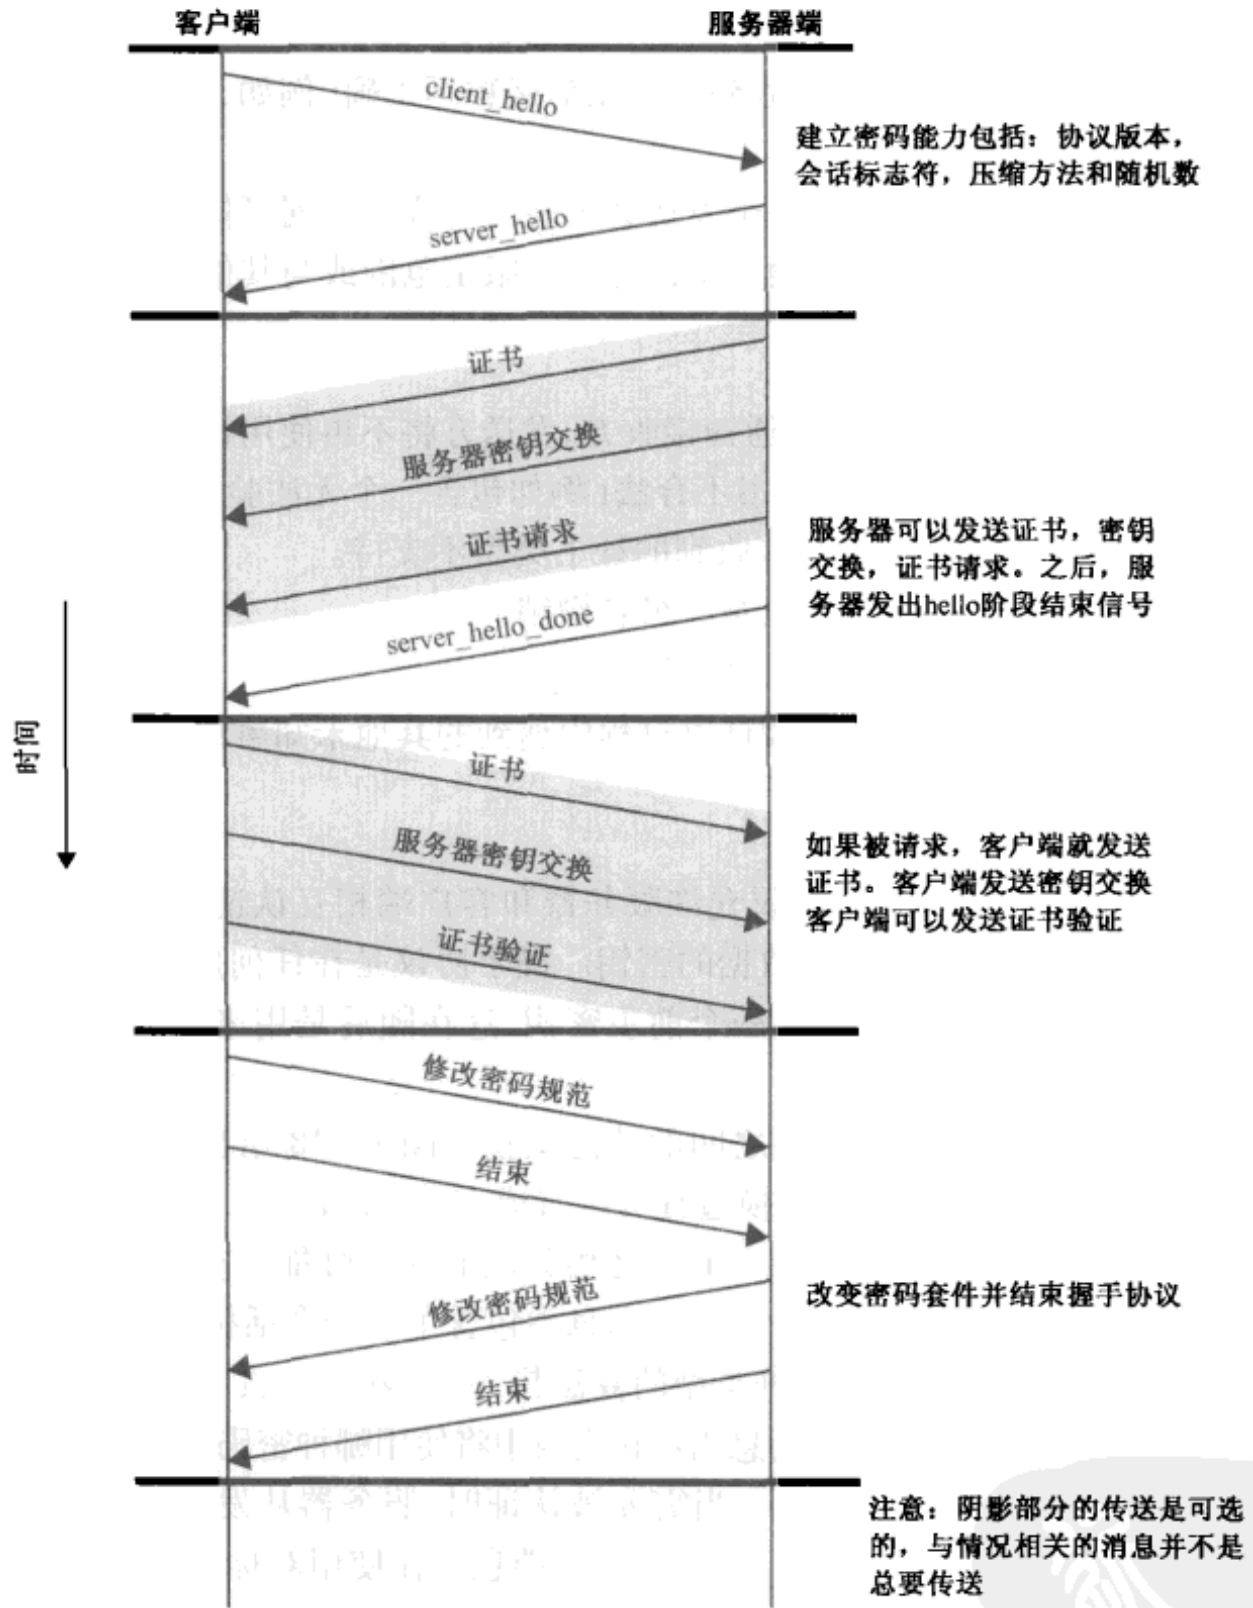 客户端
服务器端
client_hello
建立密码能力包括：协议版本，
会话标志符，压缩方法和随机数
server_hello
证书
服务器密钥交换
证书请求
服务器可以发送证书，密钥
交换，证书请求。之后，服
务器发出hello阶段结束信号
server_hello_done
时间
证书
服务器密钥交换
证书验证
如果被请求，客户端就发送
证书。客户端发送密钥交换
客户端可以发送证书验证
修改密码规范
结束
修改密码规范
结束
改变密码套件并结束握手协议
注意：阴影部分的传送是可选
的，与情况相关的消息并不是
总要传送